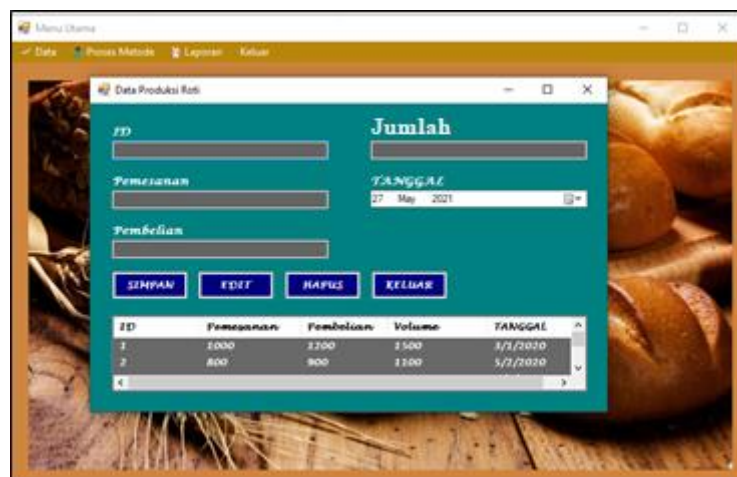 Menu Utama
Data Proses Metode Laporan Keluar
Data Produksi Roti
ID Jumlah
Pemesanan TANGGAL
27 May 2021
Pembelian
SIMPAN EDIT HAPUS KELUAR
ID Pemesanan Pembelian Volume TANGGAL
1 1000 1200 1500 3/1/2020
2 800 900 1100 5/2/2020